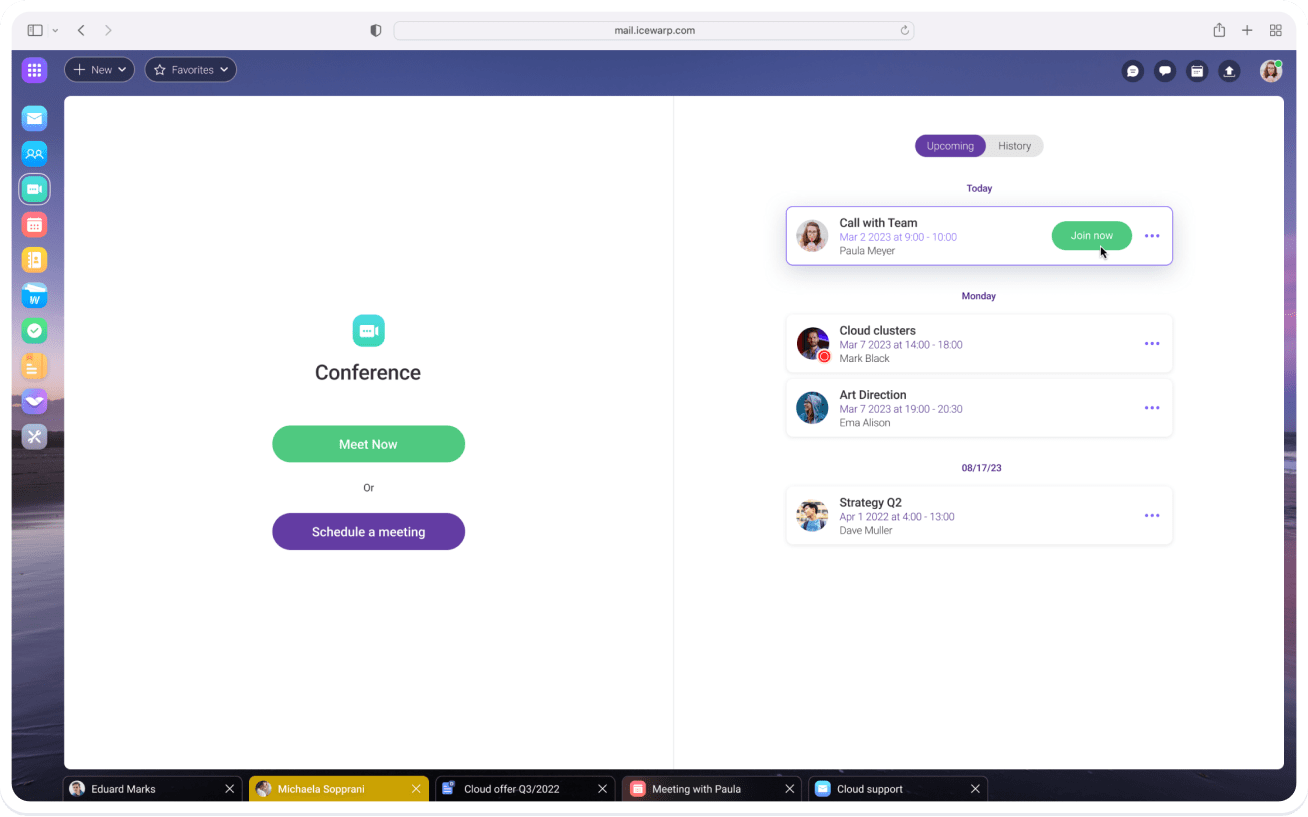 mail.icewarp.com
New
Favorites
Upcoming
History
Today
Call with Team
Mar 2 2023 at 9:00 - 10:00
Paula Meyer
Join now
Monday
Cloud clusters
Mar 7 2023 at 14:00 - 18:00
Mark Black
Art Direction
Mar 7 2023 at 19:00 - 20:30
Ema Alison
08/17/23
Strategy Q2
Apr 1 2022 at 4:00 - 13:00
Dave Muller
W
Conference
Meet Now
Or
Schedule a meeting
Eduard Marks
Michaela Sopprani
Cloud offer Q3/2022
Meeting with Paula
Cloud support